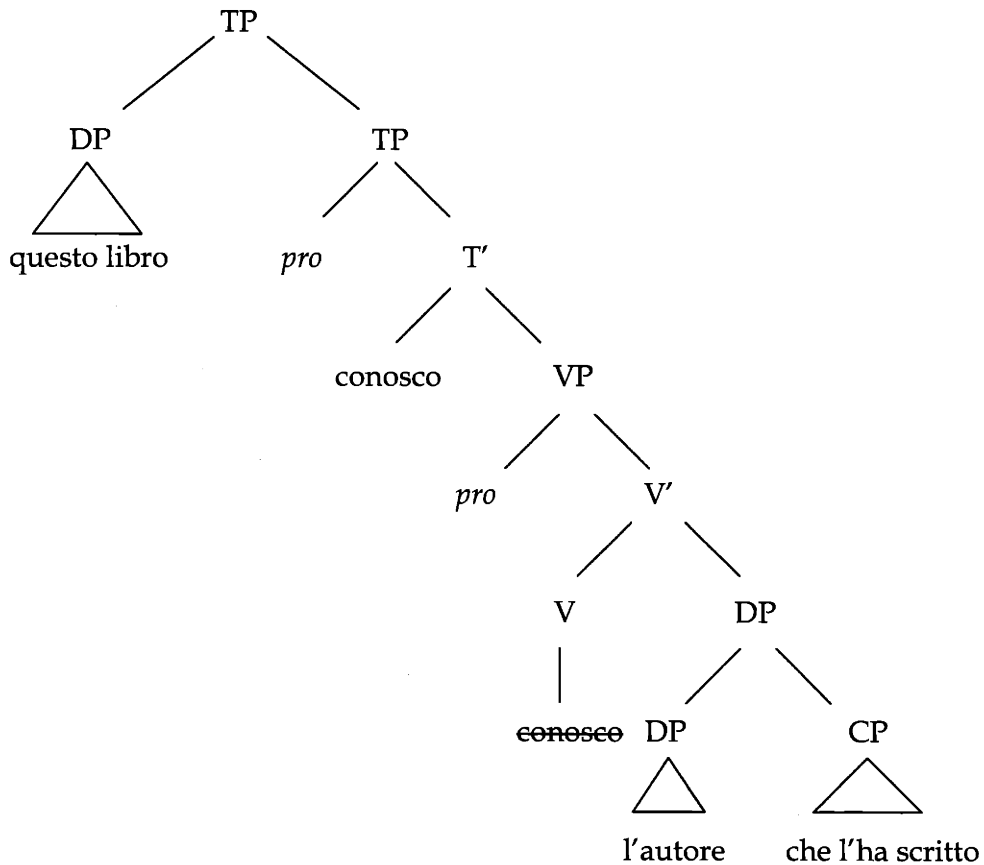 TP
DP TP
questo libro pro T′
conosco VP
pro V′
V DP
conosco DP CP
l'autore che l'ha scritto